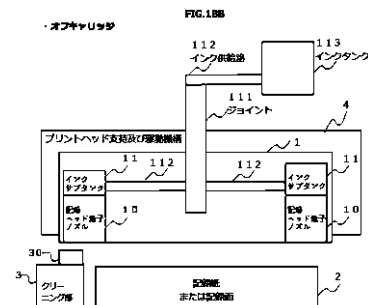 FIG.18B
・オフキャリッジ
112
インク供給路
113
インクタンク
111
ジョイント
4
プリントヘッド支持及び駆動機構
1
11
112
112
11
インク
サブタンク
インク
サブタンク
記録
ヘッド素子
ノズル
10
記録
ヘッド素子
ノズル
10
30
3
クリー
ニング部
記録紙
または記録面
2